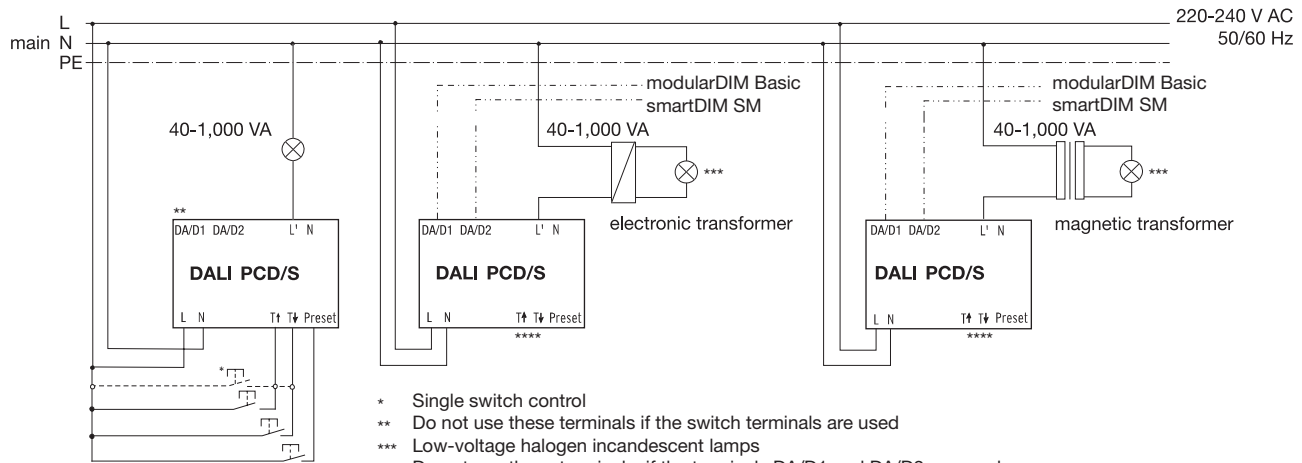 L
main N
PE
220-240 V AC
50/60 Hz
modularDIM Basic
smartDIM SM
modularDIM Basic
smartDIM SM
40-1,000 VA
40-1,000 VA
40-1,000 VA
***
***
electronic transformer
magnetic transformer
**
DA/D1 DA/D2 L' N
DALI PCD/S
L N T↑ T↓ Preset
DA/D1 DA/D2 L' N
DALI PCD/S
L N T↑ T↓ Preset
****
DA/D1 DA/D2 L' N
DALI PCD/S
L N T↑ T↓ Preset
****
*
* Single switch control
** Do not use these terminals if the switch terminals are used
*** Low-voltage halogen incandescent lamps